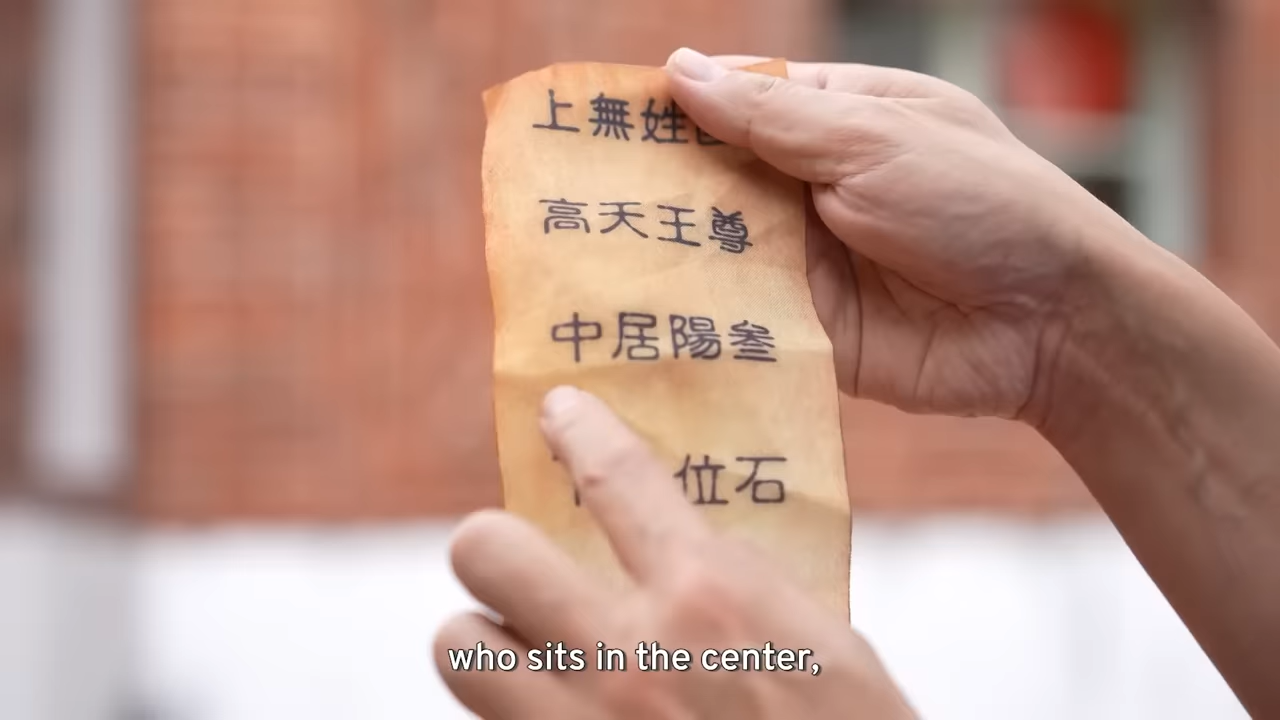 上無姓
高天王尊
中居陽叄
位石
who sits in the center,